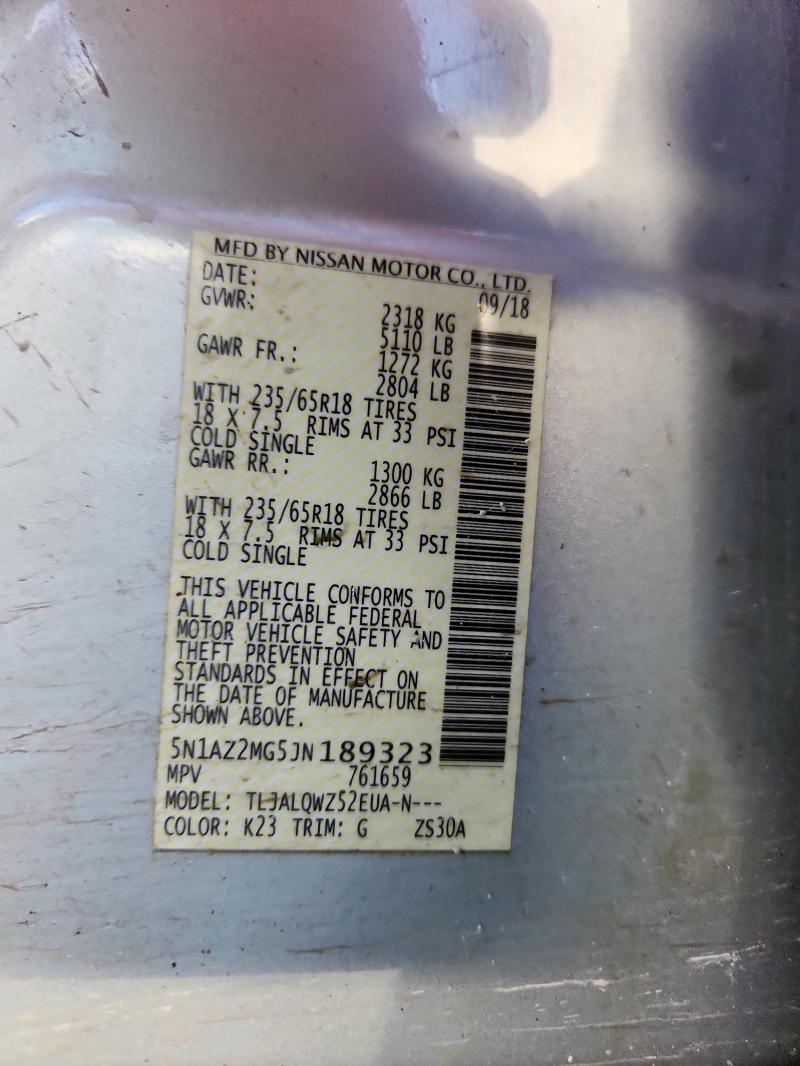 MFD BY NISSAN MOTOR CO., LTD.
DATE: 09/18
GVWR: 2318 KG
5110 LB
GAWR FR.: 1272 KG
2804 LB
WITH 235/65R18 TIRES
18 X 7.5 RIMS AT 33 PSI
COLD SINGLE
GAWR RR.: 1300 KG
2866 LB
WITH 235/65R18 TIRES
18 X 7.5 RIMS AT 33 PSI
COLD SINGLE
THIS VEHICLE CONFORMS TO
ALL APPLICABLE FEDERAL
MOTOR VEHICLE SAFETY AND
THEFT PREVENTION
STANDARDS IN EFFECT ON
THE DATE OF MANUFACTURE
SHOWN ABOVE.
5N1AZ2MG5JN189323
MPV 761659
MODEL: TLJALQWZ52EUA-N---
COLOR: K23 TRIM: G ZS30A